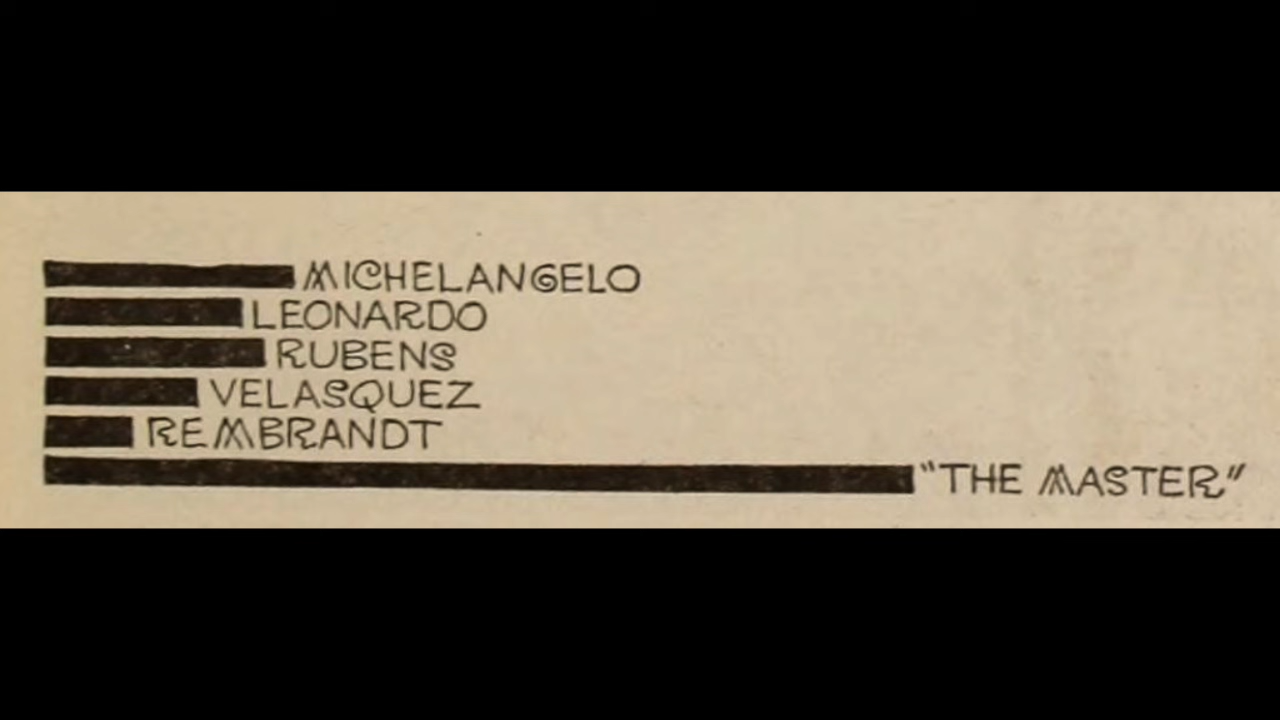 MICHELANGELO
LEONARDO
RUBENS
VELASQUEZ
REMBRANDT
"THE MASTER"